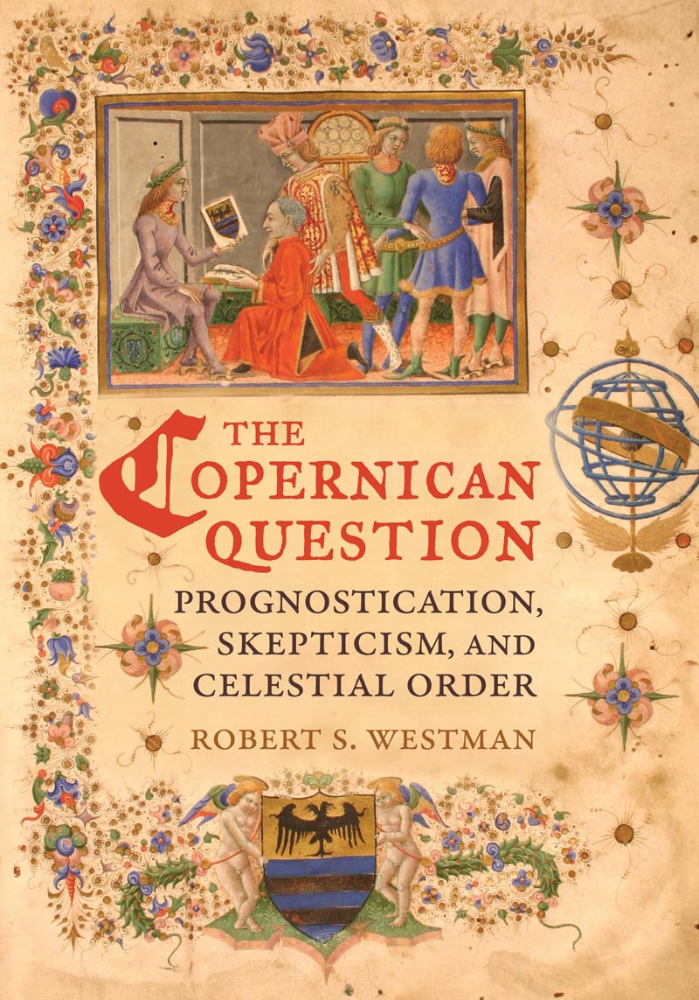 THE
COPERNICAN
QUESTION
PROGNOSTICATION,
SKEPTICISM, AND
CELESTIAL ORDER
ROBERT S. WESTMAN